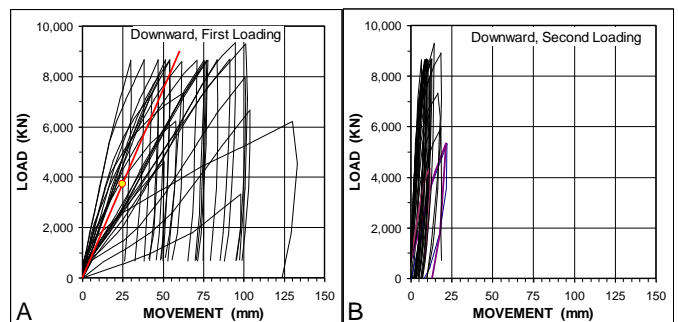 Downward, First Loading
10,000
8,000
6,000
4,000
2,000
0
LOAD (KN)
0 25 50 75 100 125 150
MOVEMENT (mm)
A
Downward, Second Loading
10,000
8,000
6,000
4,000
2,000
0
LOAD (KN)
0 25 50 75 100 125 150
MOVEMENT (mm)
B